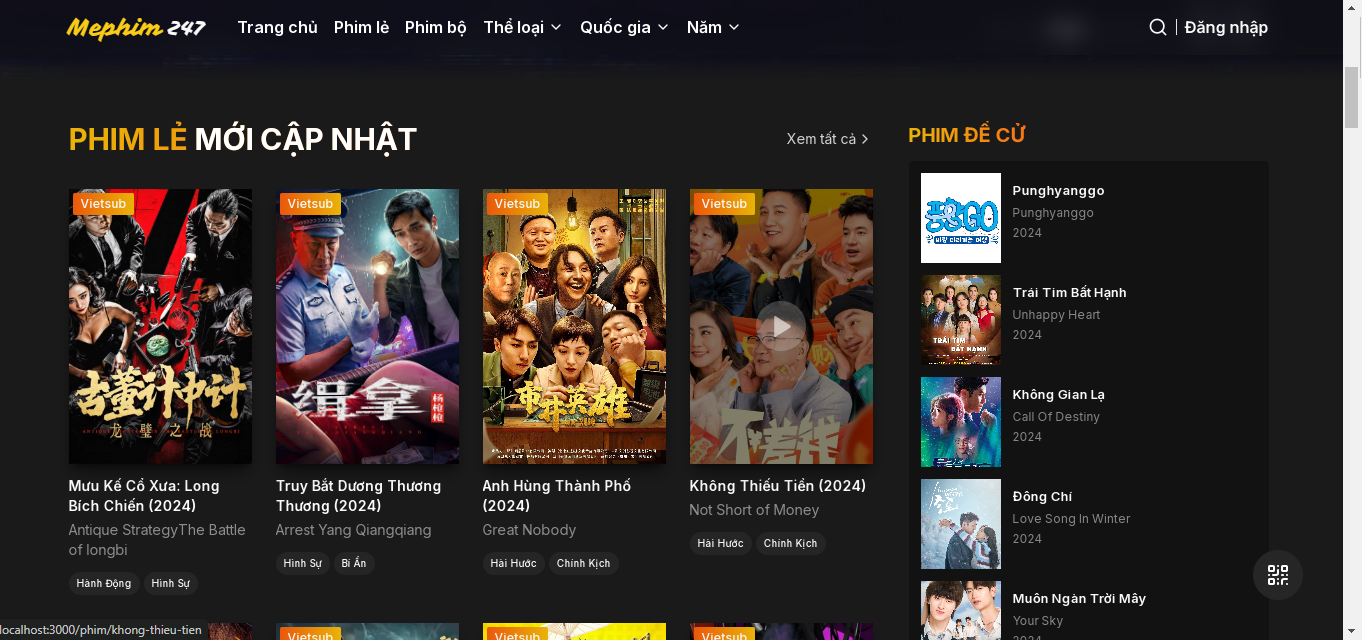 Mephim 247
Trang chủ
Phim lẻ
Phim bộ
Thể loại
Quốc gia
Năm
Đăng nhập
PHIM LẺ MỚI CẬP NHẬT
Xem tất cả
Vietsub
古董计中计
龙璧之战
Mưu Kế Cổ Xưa: Long
Bích Chiến (2024)
Antique StrategyThe Battle
of longbi
Hành Động
Hình Sự
Vietsub
缉拿
杨枪枪
Truy Bắt Dương Thương
Thương (2024)
Arrest Yang Qiangqiang
Hình Sự
Bí Ẩn
Vietsub
市井英雄
Anh Hùng Thành Phố
(2024)
Great Nobody
Hài Hước
Chính Kịch
Vietsub
不差钱
Không Thiếu Tiền (2024)
Not Short of Money
Hài Hước
Chính Kịch
Vietsub
Vietsub
Vietsub
Vietsub
PHIM ĐỀ CỬ
Punghyanggo
Punghyanggo
2024
TRÁI TIM
BẤT HẠNH
Trái Tim Bất Hạnh
Unhappy Heart
2024
Không Gian Lạ
Call Of Destiny
2024
Đông Chí
Love Song In Winter
2024
Muôn Ngàn Trời Mây
Your Sky
2024
localhost:3000/phim/khong-thieu-tien